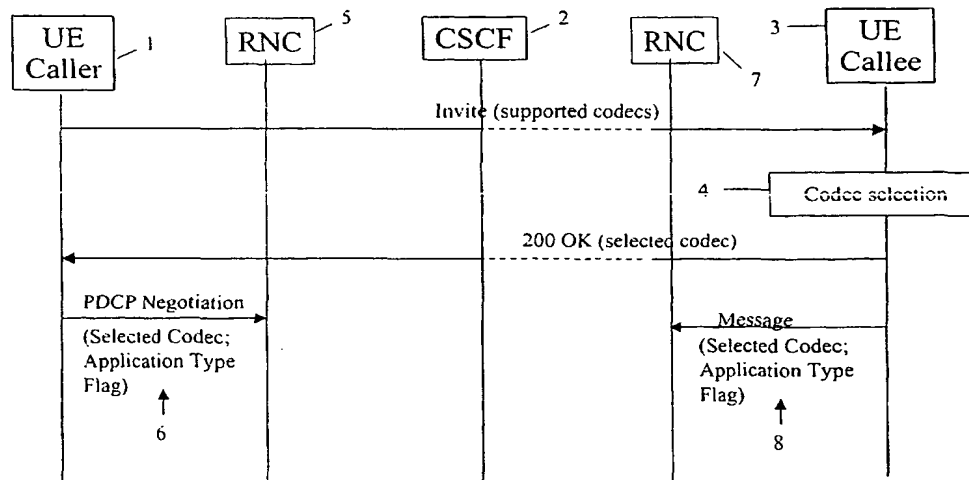 UE
Caller
1
RNC
5
CSCF
2
RNC
7
3
UE
Callee
Invite (supported codecs)
4
Codec selection
200 OK (selected codec)
PDCP Negotiation
(Selected Codec;
Application Type
Flag)
6
Message
(Selected Codec;
Application Type
Flag)
8